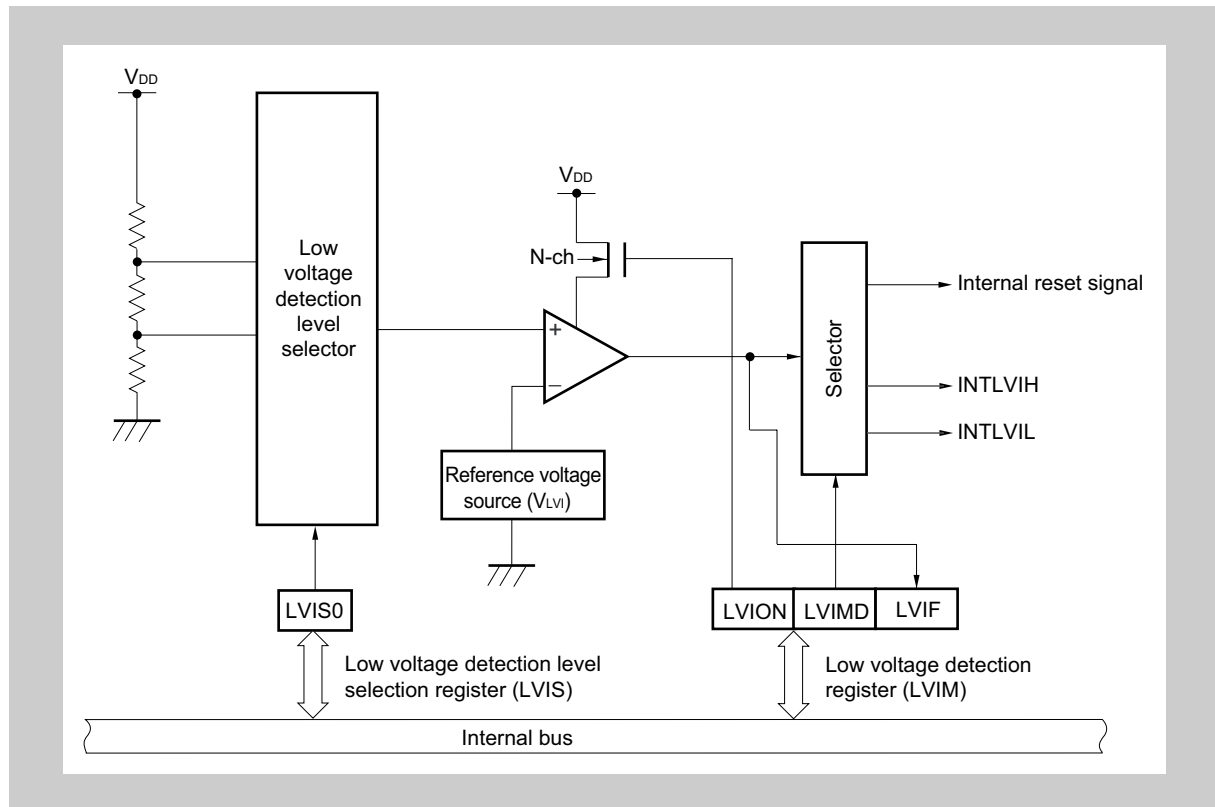 VDD
Low
voltage
detection
level
selector
VDD
N-ch
+
−
Reference voltage
source (VLVI)
Selector
Internal reset signal
INTLVIH
INTLVIL
LVIS0
LVION
LVIMD
LVIF
Low voltage detection level
selection register (LVIS)
Low voltage detection
register (LVIM)
Internal bus